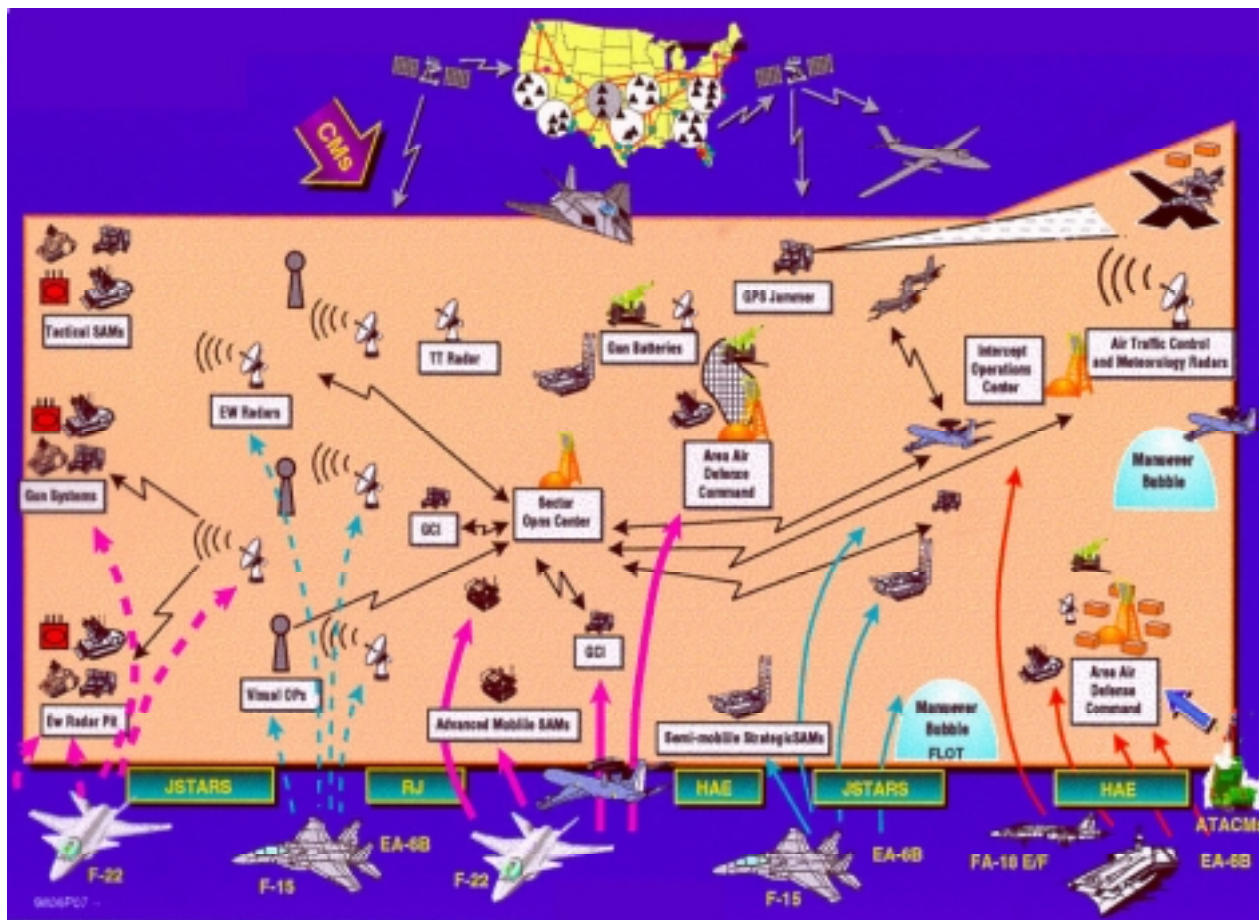 CMs
Tactical SAMs
TT Radar
Gun Batteries
GPS Jammer
Intercept
Operations
Center
Air Traffic Control
and Meteorology Radars
EW Radars
Gun Systems
GCI
Sector
Opns Center
Area Air
Defense
Command
Manuever
Bubble
GCI
Visual OPs
Ew Radar Pit
Advanced Mobile SAMs
Semi-mobile StrategicSAMs
Manuever
Bubble
FLOT
Area Air
Defense
Command
JSTARS
RJ
HAE
JSTARS
HAE
ATACMs
F-22
F-15
EA-6B
F-22
F-15
EA-6B
FA-18 E/F
EA-6B